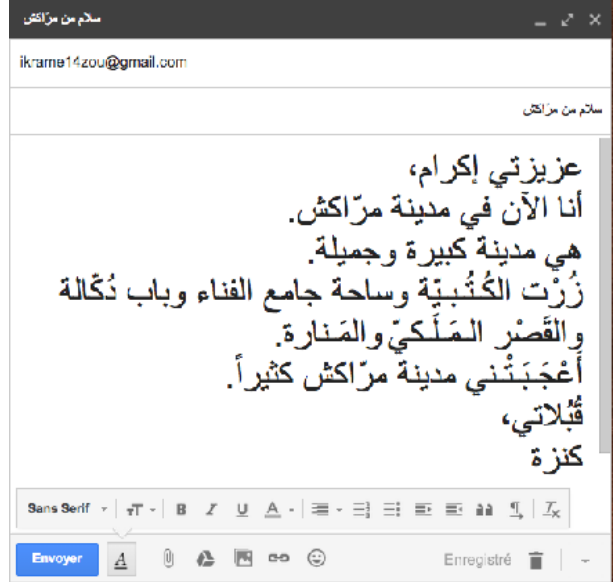 سلام من مرّاكش
ikrame14zou@gmail.com
سلام من مرّاكش
عزيزتي إكرام،
أنا الآن في مدينة مرّاكش.
هي مدينة كبيرة وجميلة.
زُرْت الكُتُبيّة وساحة جامع الفناء وباب دُكّالة
والقَصْر المَلَكيّ والمَنارة.
أَعْجَبَتْني مدينة مرّاكش كثيراً.
قُبُلاتي،
كنزة
Sans Serif
Envoyer
Enregistré